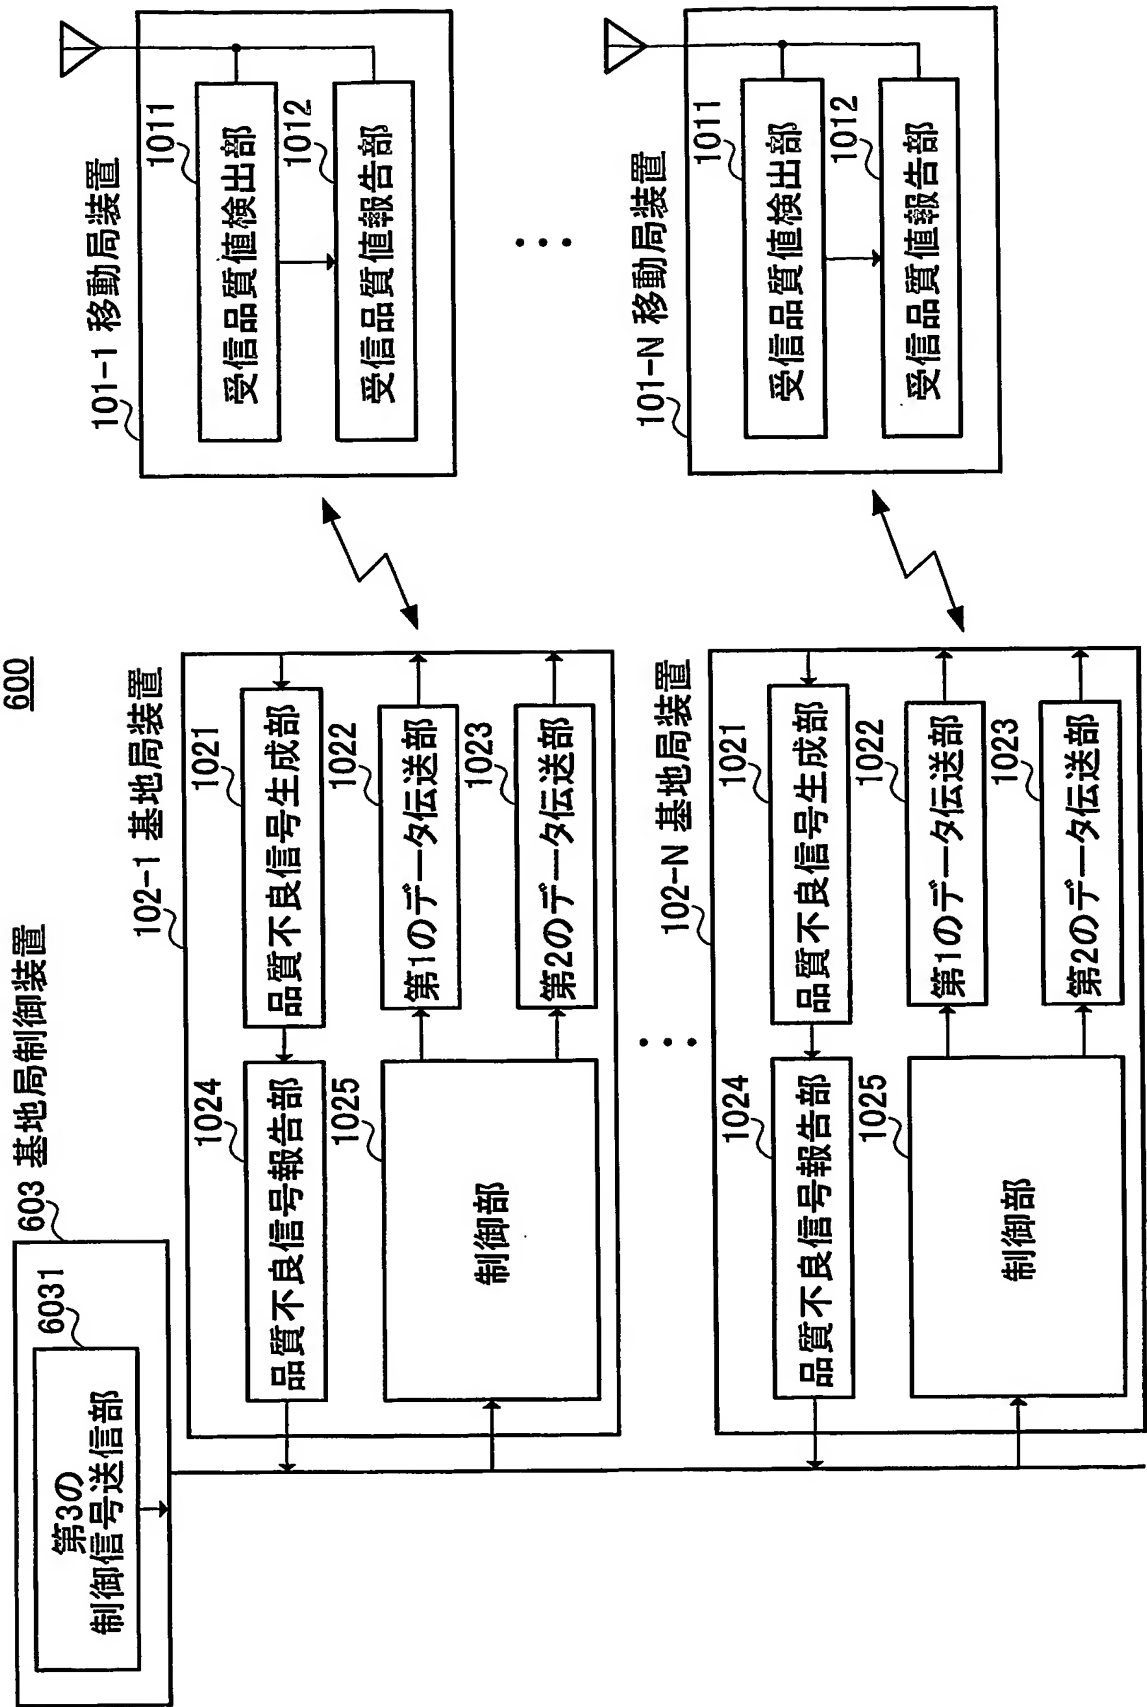 600
603 基地局制御装置
6031
第3の
制御信号送信部
102-1 基地局装置
1021
品質不良信号生成部
1022
第1のデータ伝送部
1023
第2のデータ伝送部
1024
品質不良信号報告部
1025
制御部
102-N 基地局装置
1021
品質不良信号生成部
1022
第1のデータ伝送部
1023
第2のデータ伝送部
1024
品質不良信号報告部
1025
制御部
101-1 移動局装置
1011
受信品質値検出部
1012
受信品質値報告部
101-N 移動局装置
1011
受信品質値検出部
1012
受信品質値報告部